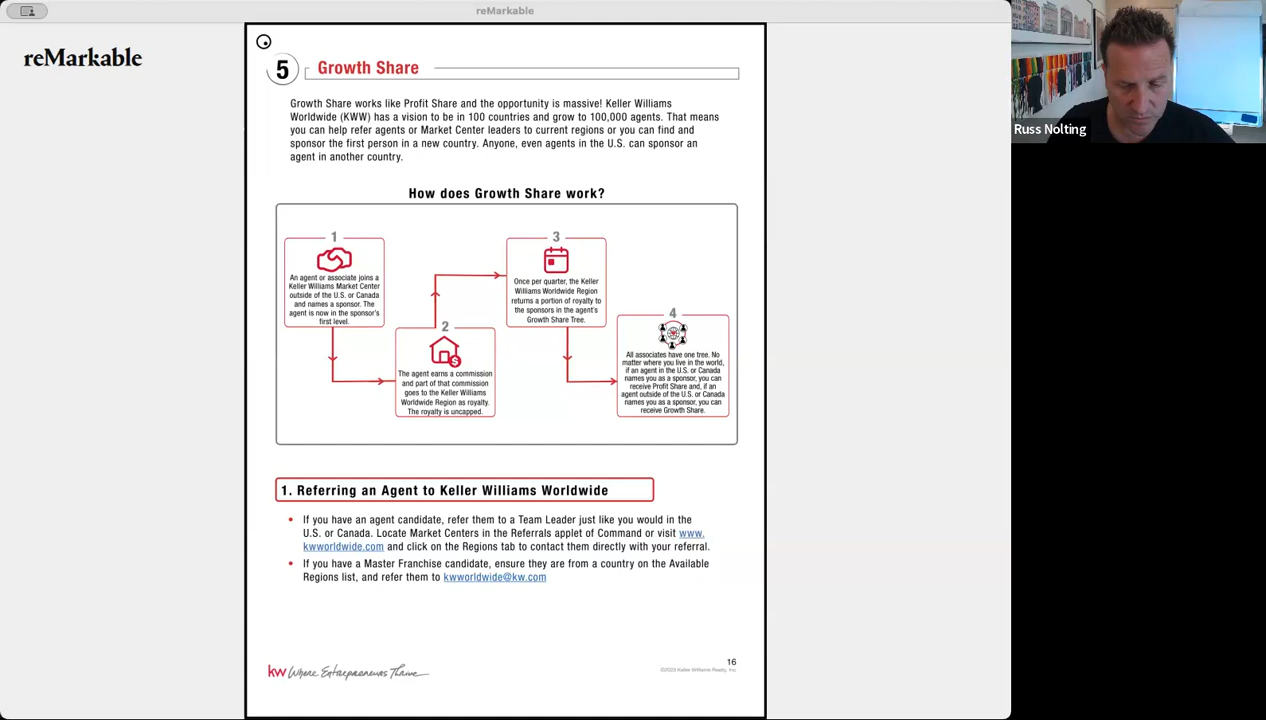 reMarkable
reMarkable
5
Growth Share
Growth Share works like Profit Share and the opportunity is massive! Keller Williams
Worldwide (KWW) has a vision to be in 100 countries and grow to 100,000 agents. That means
you can help refer agents or Market Center leaders to current regions or you can find and
sponsor the first person in a new country. Anyone, even agents in the U.S. can sponsor an
agent in another country.
How does Growth Share work?
1
An agent or associate joins a
Keller Williams Market Center
outside of the U.S. or Canada
and names a sponsor. The
agent is now in the sponsor's
first level.
2
The agent earns a commission
and part of that commission
goes to the Keller Williams
Worldwide Region as royalty.
The royalty is uncapped.
3
Once per quarter, the Keller
Williams Worldwide Region
returns a portion of royalty to
the sponsors in the agent's
Growth Share Tree.
4
All associates have one tree. No
matter where you live in the world,
if an agent in the U.S. or Canada
names you as a sponsor, you can
receive Profit Share and, if an
agent outside of the U.S. or Canada
names you as a sponsor, you can
receive Growth Share.
1. Referring an Agent to Keller Williams Worldwide
• If you have an agent candidate, refer them to a Team Leader just like you would in the
U.S. or Canada. Locate Market Centers in the Referrals applet of Command or visit www.
kwworldwide.com and click on the Regions tab to contact them directly with your referral.
• If you have a Master Franchise candidate, ensure they are from a country on the Available
Regions list, and refer them to kwworldwide@kw.com
kw Where Entrepreneurs Thrive
16
©2023 Keller Williams Realty, Inc.
Russ Nolting